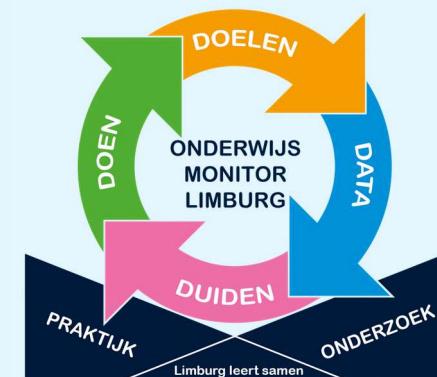 DOELEN
DATA
DUIDEN
DOEN
ONDERWIJS
MONITOR
LIMBURG
PRAKTIJK
ONDERZOEK
Limburg leert samen